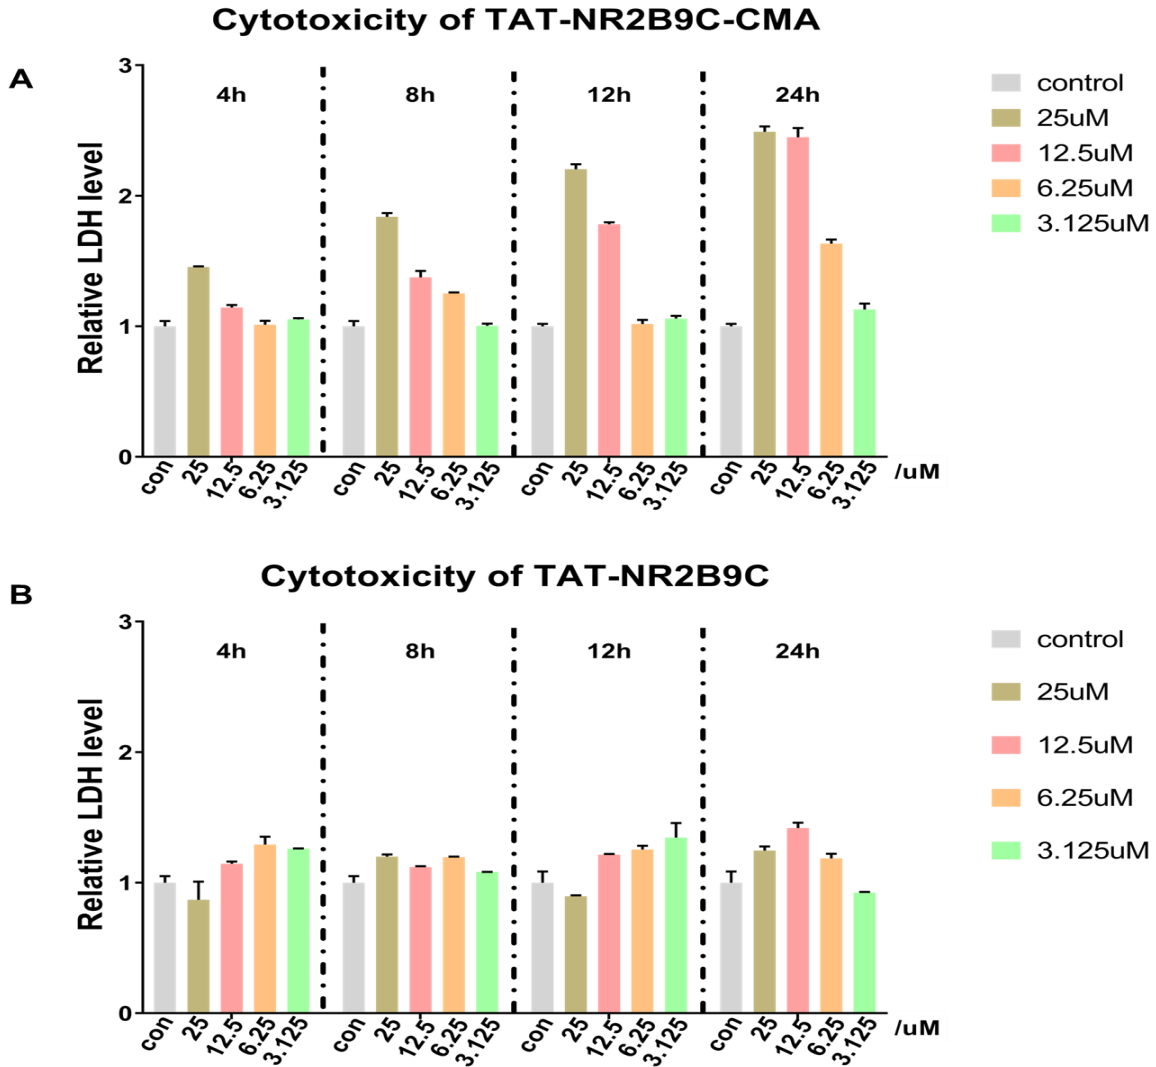 Cytotoxicity of TAT-NR2B9C-CMA
A
3
2
1
0
Relative LDH level
4h
8h
12h
24h
con
25
12.5
6.25
3.125
con
25
12.5
6.25
3.125
con
25
12.5
6.25
3.125
con
25
12.5
6.25
3.125
/uM
control
25uM
12.5uM
6.25uM
3.125uM
Cytotoxicity of TAT-NR2B9C
B
3
2
1
0
Relative LDH level
4h
8h
12h
24h
con
25
12.5
6.25
3.125
con
25
12.5
6.25
3.125
con
25
12.5
6.25
3.125
con
25
12.5
6.25
3.125
/uM
control
25uM
12.5uM
6.25uM
3.125uM